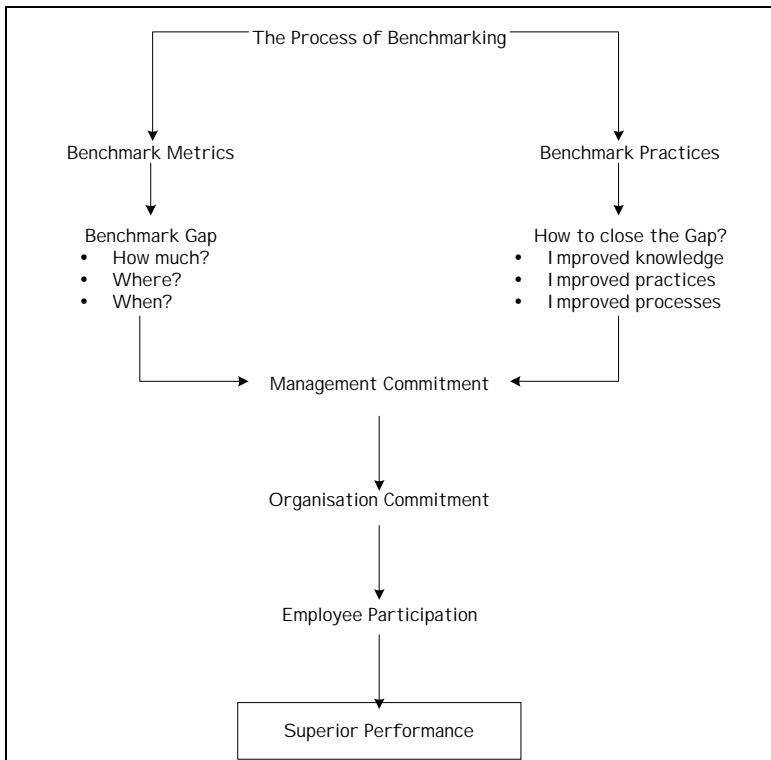 The Process of Benchmarking
Benchmark Metrics
Benchmark Practices
Benchmark Gap
• How much?
• Where?
• When?
How to close the Gap?
• Improved knowledge
• Improved practices
• Improved processes
Management Commitment
Organisation Commitment
Employee Participation
Superior Performance